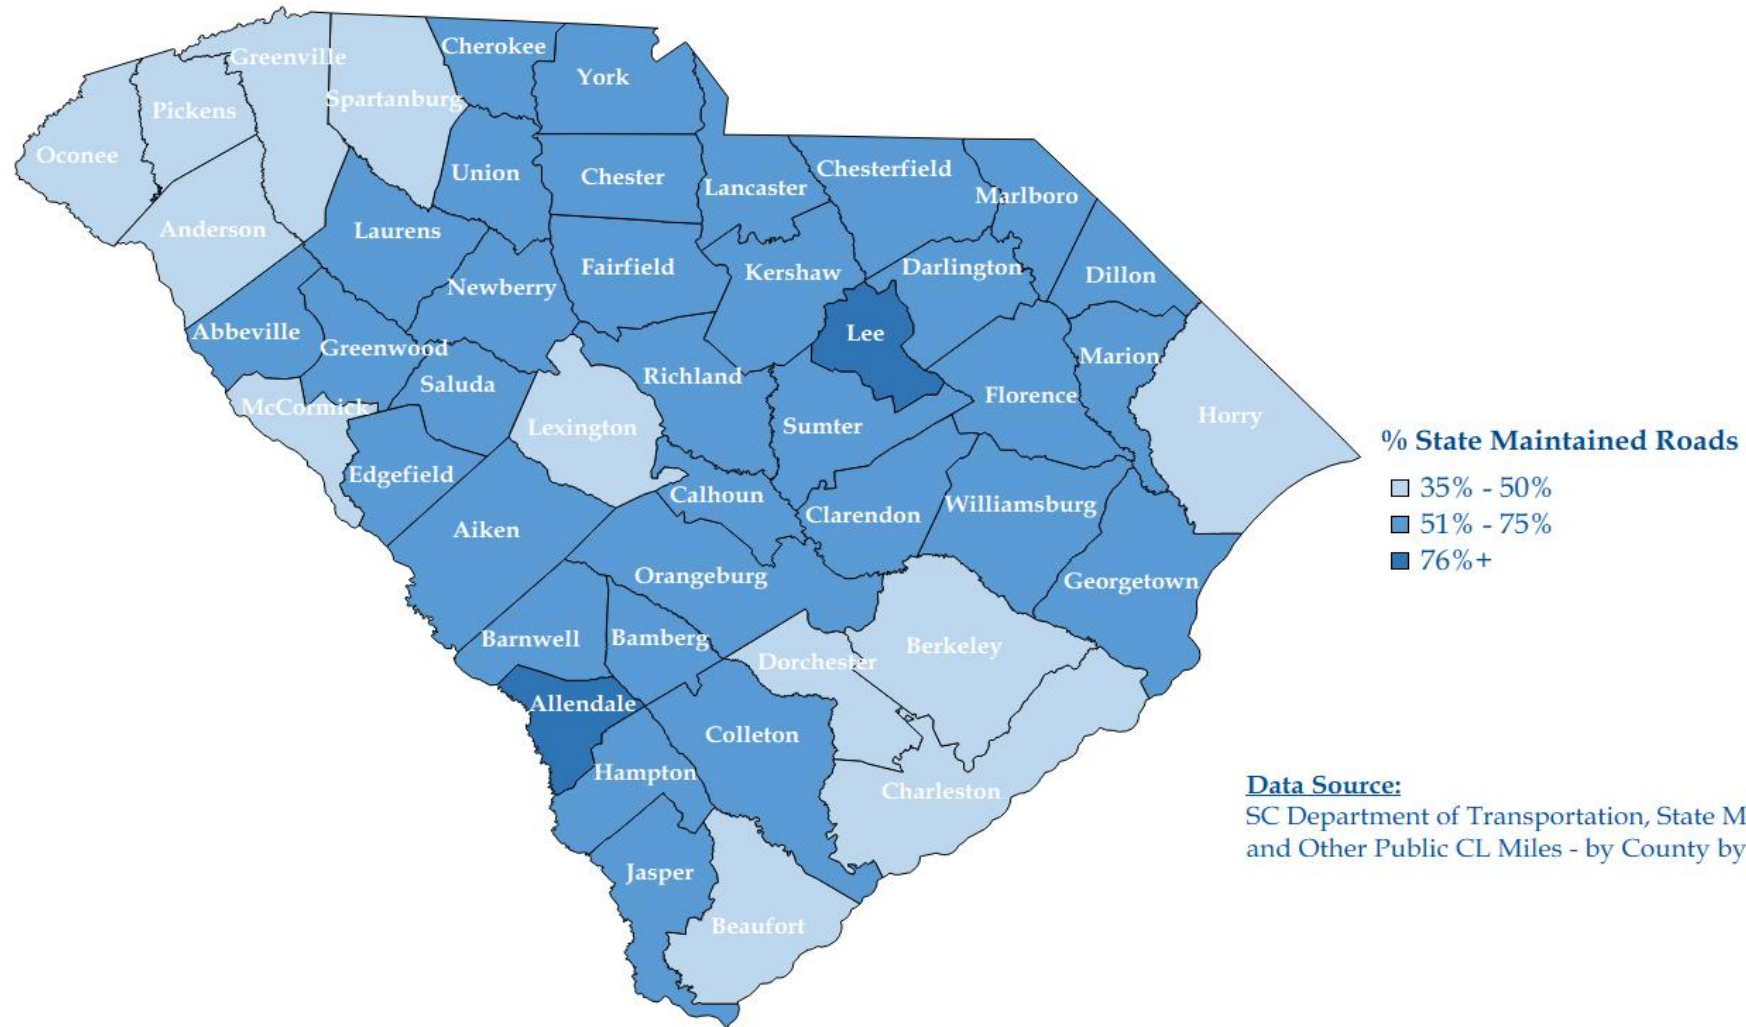 Cherokee
Greenville
York
Spartanburg
Pickens
Oconee
Union
Chester
Lancaster
Chesterfield
Marlboro
Anderson
Laurens
Fairfield
Kershaw
Darlington
Dillon
Newberry
Abbeville
Greenwood
Lee
Marion
Saluda
Richland
Florence
McCormick
Lexington
Sumter
Horry
Edgefield
Calhoun
Clarendon
Williamsburg
Aiken
Orangeburg
Georgetown
Barnwell
Bamberg
Dorchester
Berkeley
Allendale
Colleton
Hampton
Charleston
Jasper
Beaufort
% State Maintained Roads
35% - 50%
51% - 75%
76%+
Data Source:
SC Department of Transportation, State M
and Other Public CL Miles - by County by